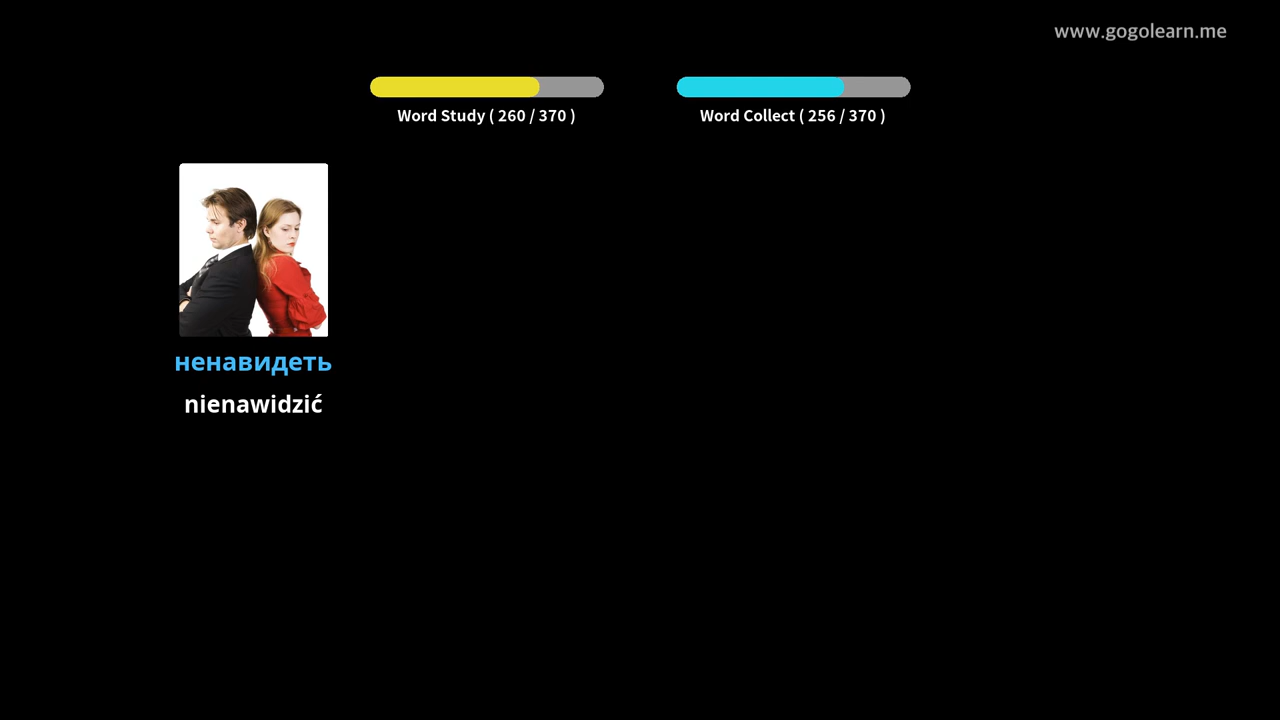 www.gogolearn.me
Word Study ( 260 / 370 )
Word Collect ( 256 / 370 )
ненавидеть
nienawidzić